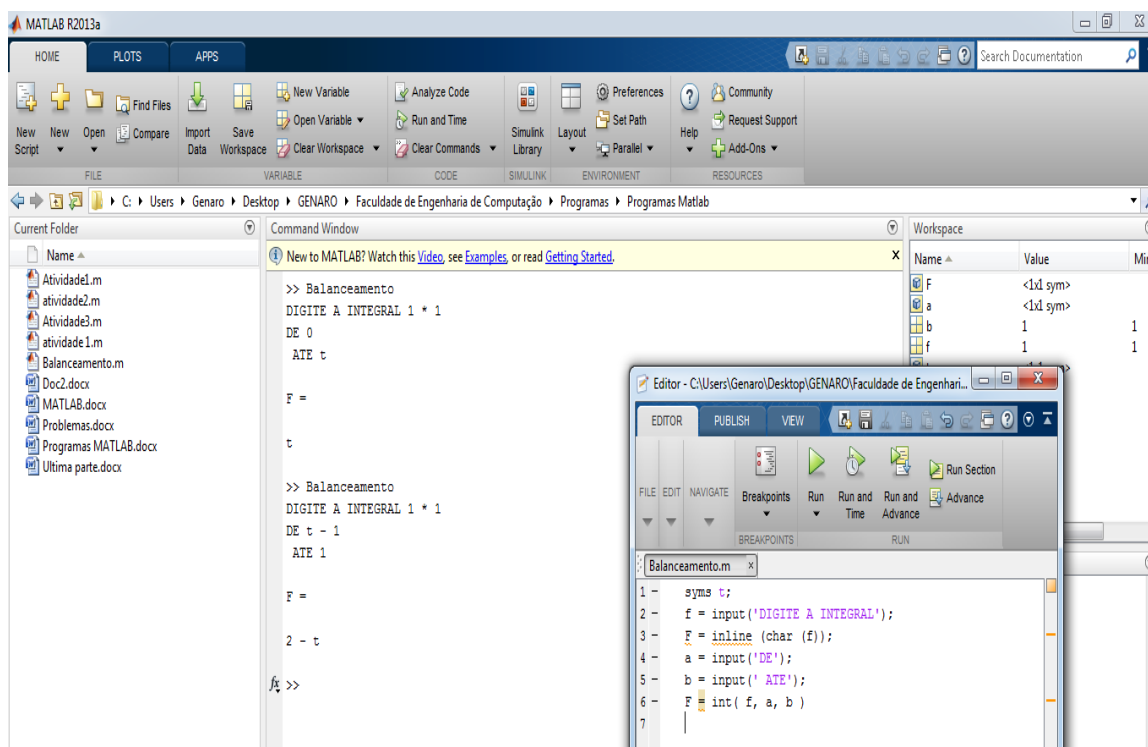 MATLAB R2013a
HOME PLOTS APPS
Search Documentation
New Script
New
Open
Find Files
Compare
Import Data
Save Workspace
New Variable
Open Variable
Clear Workspace
Analyze Code
Run and Time
Clear Commands
Simulink Library
Layout
Preferences
Set Path
Parallel
Help
Community
Request Support
Add-Ons
FILE VARIABLE CODE SIMULINK ENVIRONMENT RESOURCES
C: Users Genaro Desktop GENARO Faculdade de Engenharia de Computação Programas Programas Matlab
Current Folder
Name
Atividade1.m
atividade2.m
Atividade3.m
atividade 1.m
Balanceamento.m
Doc2.docx
MATLAB.docx
Problemas.docx
Programas MATLAB.docx
Ultima parte.docx
Command Window
New to MATLAB? Watch this Video, see Examples, or read Getting Started. x
>> Balanceamento
DIGITE A INTEGRAL 1 * 1
DE 0
ATE t
F =
t
>> Balanceamento
DIGITE A INTEGRAL 1 * 1
DE t - 1
ATE 1
F =
2 - t
fx >>
Workspace
Name Value
F <1x1 sym>
a <1x1 sym>
b 1 1
f 1 1
Editor - C:\Users\Genaro\Desktop\GENARO\Faculdade de Engenhari...
EDITOR PUBLISH VIEW
FILE EDIT NAVIGATE
Breakpoints
Run
Run and Time
Run and Advance
Run Section
Advance
BREAKPOINTS RUN
Balanceamento.m x
1 - syms t;
2 - f = input('DIGITE A INTEGRAL');
3 - F = inline (char (f));
4 - a = input('DE');
5 - b = input(' ATE');
6 - F = int( f, a, b )
7